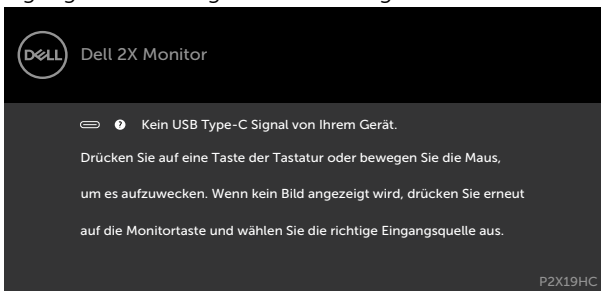 DELL
Dell 2X Monitor
Kein USB Type-C Signal von Ihrem Gerät.
Drücken Sie auf eine Taste der Tastatur oder bewegen Sie die Maus,
um es aufzuwecken. Wenn kein Bild angezeigt wird, drücken Sie erneut
auf die Monitortaste und wählen Sie die richtige Eingangsquelle aus.
P2X19HC